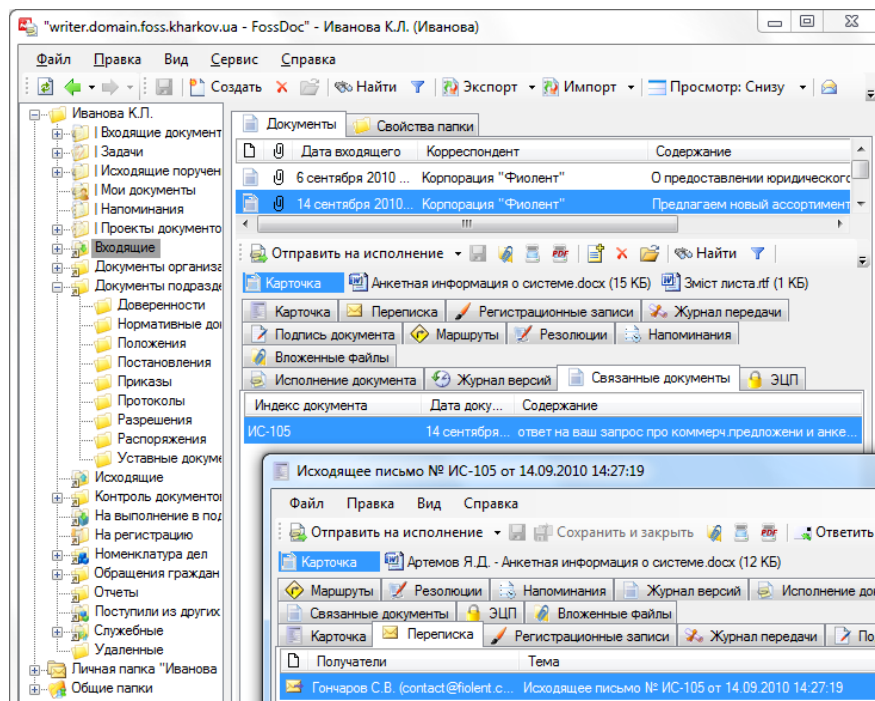 "writer.domain.foss.kharkov.ua - FossDoc" - Иванова К.Л. (Иванова)
Файл Правка Вид Сервис Справка
Создать Найти Экспорт Импорт Просмотр: Снизу
Иванова К.Л.
| Входящие документ
| Задачи
| Исходящие поручен
| Мои документы
| Напоминания
| Проекты документо
Входящие
Документы организа
Документы подразде
Доверенности
Нормативные до
Положения
Постановления
Приказы
Протоколы
Разрешения
Распоряжения
Уставные докуме
Исходящие
Контроль документо
На выполнение в под
На регистрацию
Номенклатура дел
Обращения граждан
Отчеты
Поступили из других
Служебные
Удаленные
Личная папка "Иванова
Общие папки
Документы Свойства папки
Дата входящего Корреспондент Содержание
6 сентября 2010 ... Корпорация "Фиолент" О предоставлении юридического
14 сентября 2010... Корпорация "Фиолент" Предлагаем новый ассортимент
Отправить на исполнение PDF Найти
Карточка Анкетная информация о системе.docx (15 КБ) Зміст листа.rtf (1 КБ)
Карточка Переписка Регистрационные записи Журнал передачи
Подпись документа Маршруты Резолюции Напоминания
Вложенные файлы
Исполнение документа Журнал версий Связанные документы ЭЦП
Индекс документа Дата доку... Содержание
ИС-105 14 сентября... ответ на ваш запрос про коммерч.предложени и анке...
Исходящее письмо № ИС-105 от 14.09.2010 14:27:19
Файл Правка Вид Справка
Отправить на исполнение Сохранить и закрыть PDF Ответить
Карточка Артемов Я.Д. - Анкетная информация о системе.docx (12 КБ)
Маршруты Резолюции Напоминания Журнал версий Исполнение до
Связанные документы ЭЦП Вложенные файлы
Карточка Переписка Регистрационные записи Журнал передачи По
Получатели Тема
Гончаров С.В. (contact@fiolent.c... Исходящее письмо № ИС-105 от 14.09.2010 14:27:19